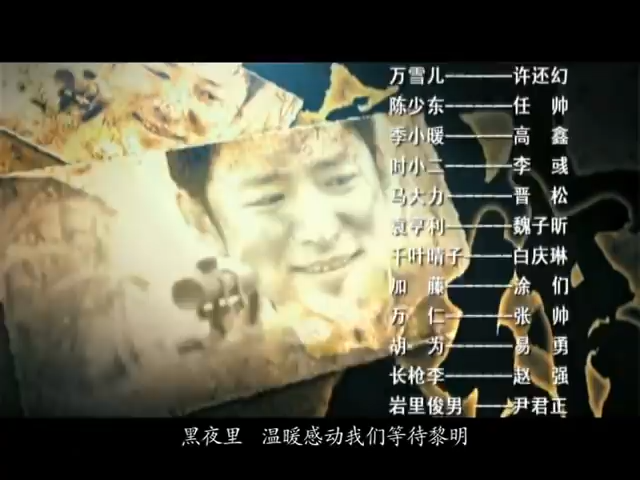 万雪儿——许还幻
陈少东——任 帅
季小暖——高 鑫
时小二——李 彧
马大力——晋 松
袁亨利——魏子昕
千叶晴子——白庆琳
加 藤——涂 们
万 仁——张 帅
胡 为——易 勇
长枪李——赵 强
岩里俊男——尹君正
黑夜里 温暖感动我们等待黎明